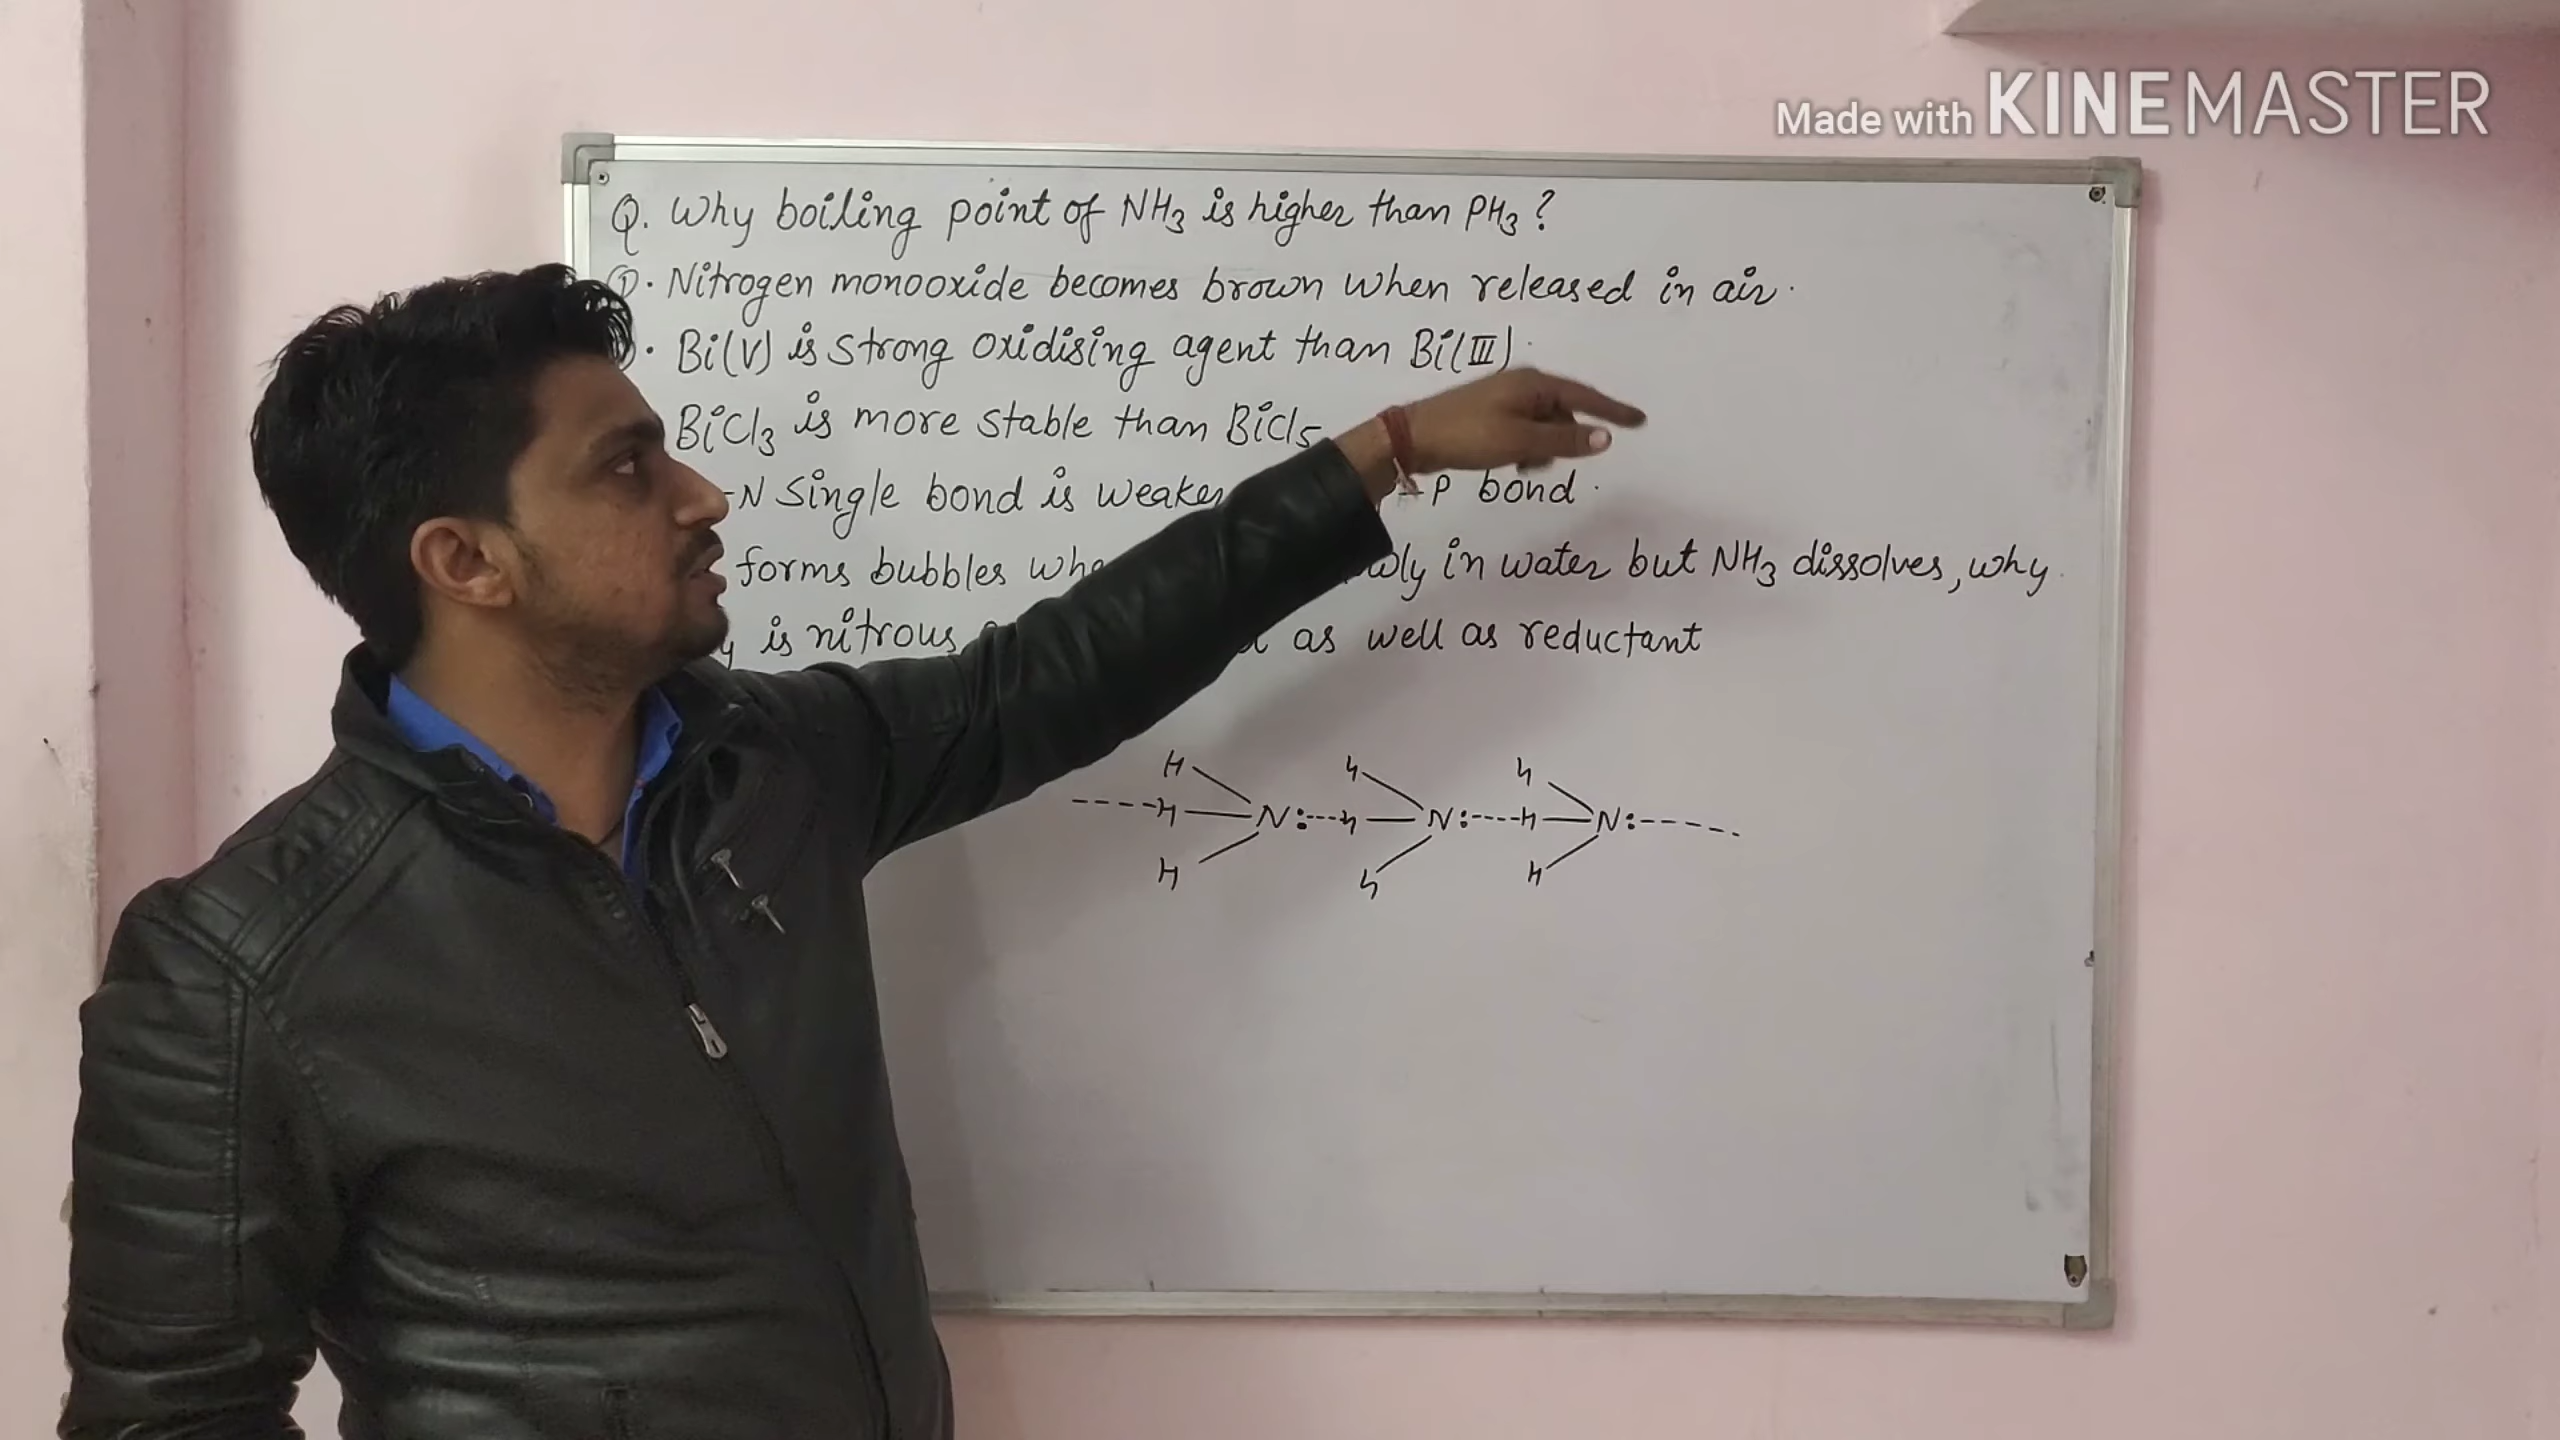 Made with KINEMASTER
Q. Why boiling point of NH3 is higher than PH3 ?
Nitrogen monooxide becomes brown when released in air.
Bi(V) is strong oxidising agent than Bi(III).
BiCl3 is more stable than BiCl5
-N single bond is weaker -P bond.
forms bubbles in water but NH3 dissolves, why.
is nitrous as well as reductant
H H H
----H — N:---H — N:----H — N:-----
H H H